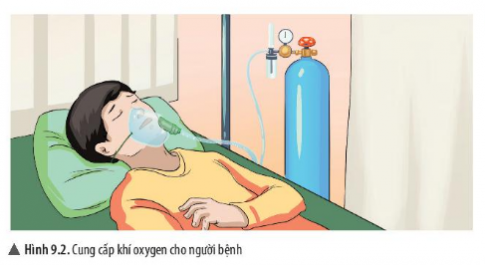 ▲ Hình 9.2. Cung cấp khí oxygen cho người bệnh